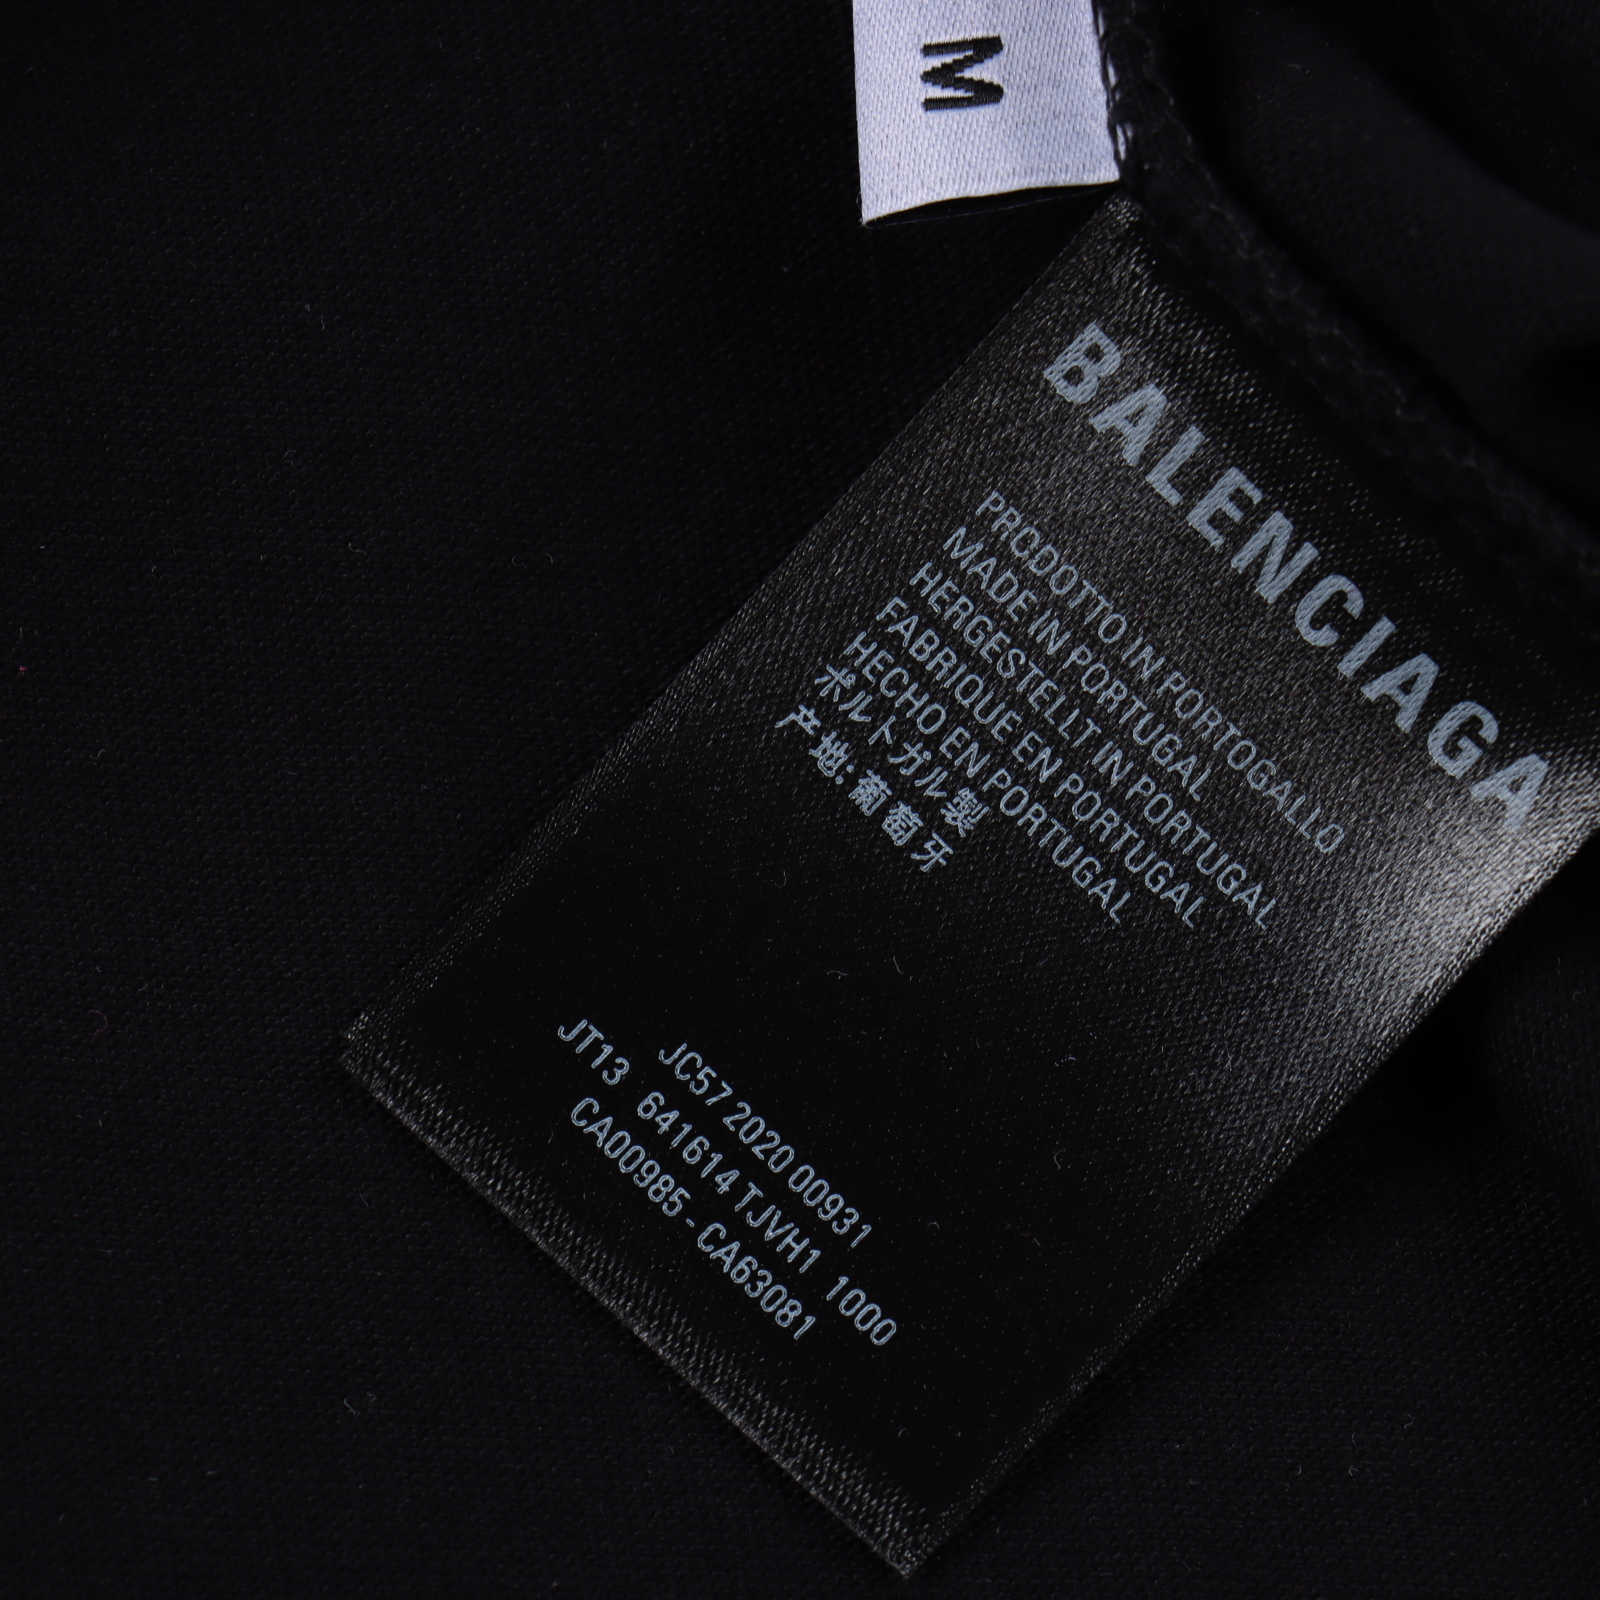 M
BALENCIAGA
PRODOTTO IN PORTOGALLO
MADE IN PORTUGAL
HERGESTELLT IN PORTUGAL
FABRIQUE EN PORTUGAL
HECHO EN PORTUGAL
ポルトガル製
产地:葡萄牙
JC57 2020 00931
JT13 641614 TJVH1 1000
CA00985 - CA63081